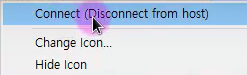 Connect (Disconnect from host)
Change Icon...
Hide Icon